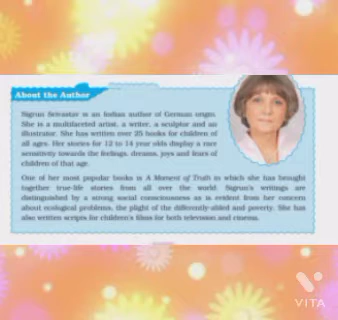 About the Author
Sigrun Srivastav is an Indian author of German origin.
She is a multifaceted artist, a writer, a sculptor and an
illustrator. She has written over 25 books for children of
all ages. Her stories for 12 to 14 year olds display a rare
sensitivity towards the feelings, dreams, joys and fears of
children of that age.
One of her most popular books is A Moment of Truth in which she has brought
together true-life stories from all over the world. Sigrun's writings are
distinguished by a strong social consciousness as is evident from her concern
about ecological problems, the plight of the differently-abled and poverty. She has
also written scripts for children's films for both television and cinema.
VITA